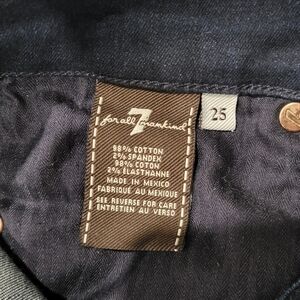 7
for all mankind
25
98% COTTON
2% SPANDEX
98% COTON
2% ELASTHANNE
MADE IN MEXICO
FABRIQUÉ AU MEXIQUE
SEE REVERSE FOR CARE
ENTRETIEN AU VERSO